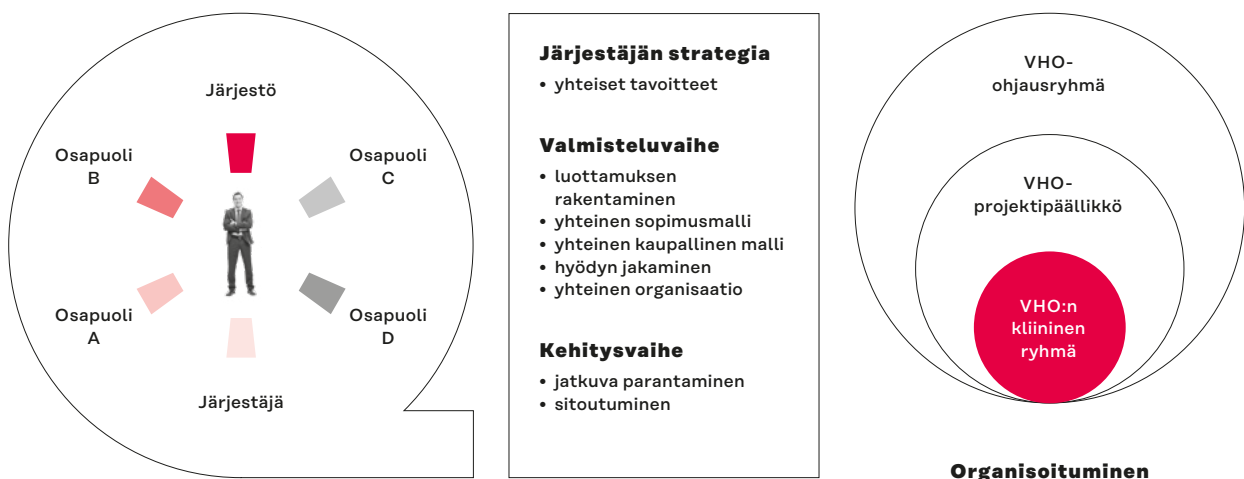 Järjestö
Osapuoli
B
Osapuoli
C
Osapuoli
A
Osapuoli
D
Järjestäjä
Järjestäjän strategia
• yhteiset tavoitteet
Valmisteluvaihe
• luottamuksen
rakentaminen
• yhteinen sopimusmalli
• yhteinen kaupallinen malli
• hyödyn jakaminen
• yhteinen organisaatio
Kehitysvaihe
• jatkuva parantaminen
• sitoutuminen
VHO-
ohjausryhmä
VHO-
projektipäällikkö
VHO:n
kliininen
ryhmä
Organisoituminen